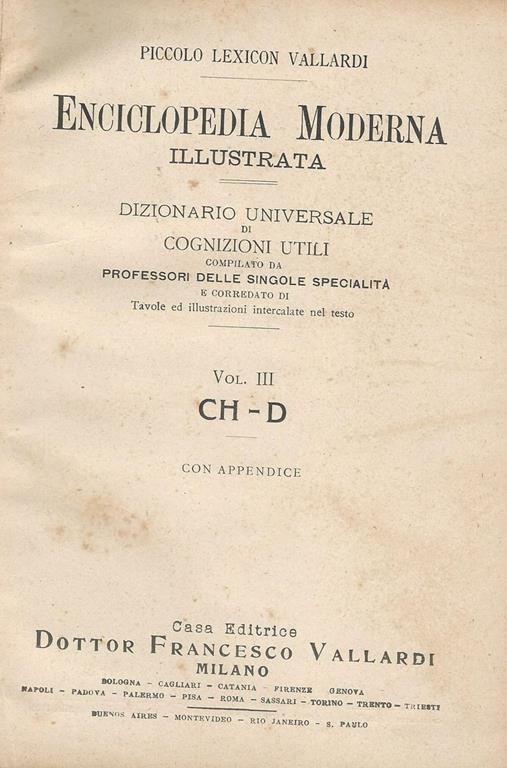 PICCOLO LEXICON VALLARDI
ENCICLOPEDIA MODERNA
ILLUSTRATA
DIZIONARIO UNIVERSALE
DI
COGNIZIONI UTILI
COMPILATO DA
PROFESSORI DELLE SINGOLE SPECIALITÀ
E CORREDATO DI
Tavole ed illustrazioni intercalate nel testo
VOL. III
CH - D
CON APPENDICE
Casa Editrice
DOTTOR FRANCESCO VALLARDI
MILANO
BOLOGNA - CAGLIARI - CATANIA - FIRENZE GENOVA
NAPOLI - PADOVA - PALERMO - PISA - ROMA - SASSARI - TORINO - TRENTO - TRIESTI
BUENOS AIRES - MONTEVIDEO - RIO JANEIRO - S. PAULO